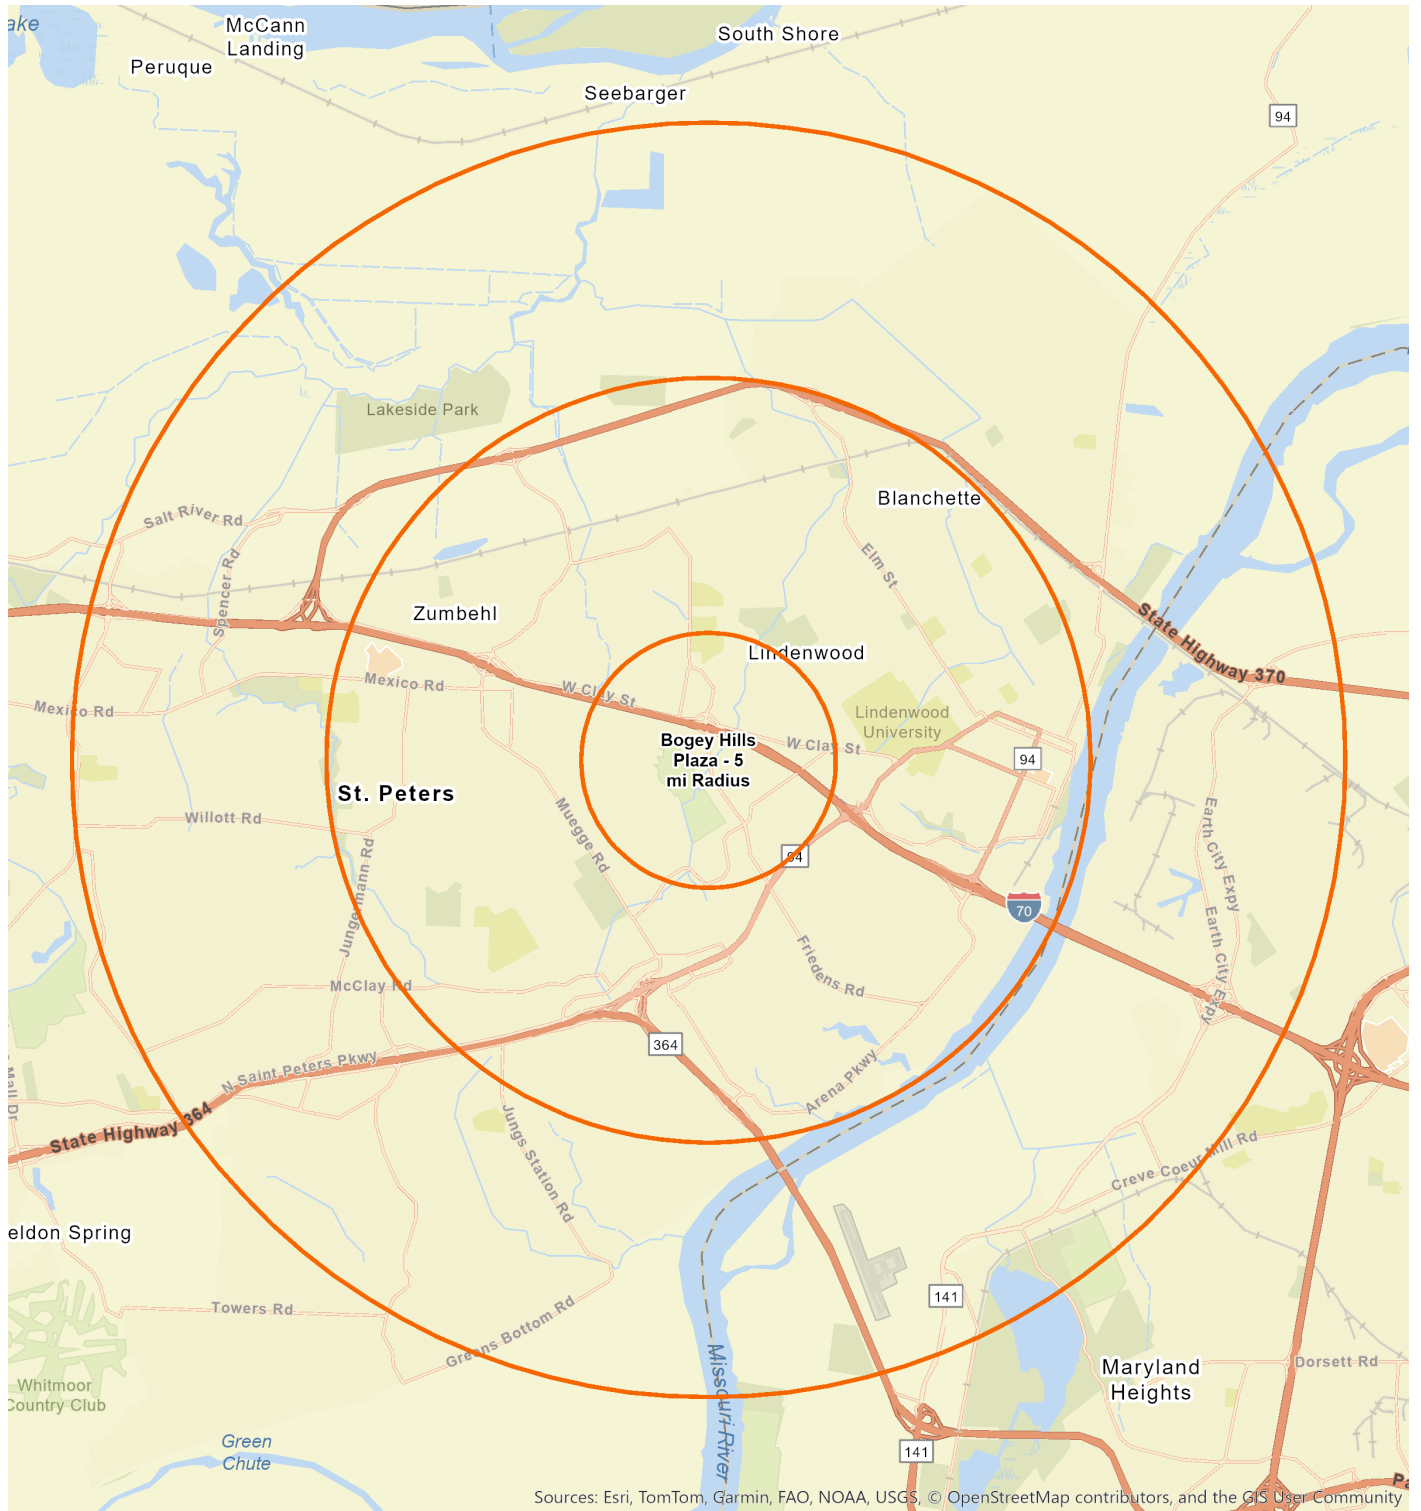 ake
McCann
Landing
South Shore
Peruque
Seebarger
94
Lakeside Park
Blanchette
Salt River Rd
Elm St
Spencer Rd
Zumbehl
State Highway 370
Lindenwood
Mexico Rd
W Clay St
Mexico Rd
Lindenwood
University
Bogey Hills
Plaza - 5
mi Radius
W Clay St
94
St. Peters
Willott Rd
Muegge Rd
Earth City Expy
94
Jungermann Rd
70
Earth City Expy
Friedens Rd
McClay Rd
364
N Saint Peters Pkwy
Arena Pkwy
Mall Dr
State Highway 364
Jungs Station Rd
Creve Coeur Mill Rd
eldon Spring
141
Towers Rd
Greens Bottom Rd
Missouri River
Maryland
Heights
Dorsett Rd
Whitmoor
Country Club
Green
Chute
141
Pa
Sources: Esri, TomTom, Garmin, FAO, NOAA, USGS, © OpenStreetMap contributors, and the GIS User Community